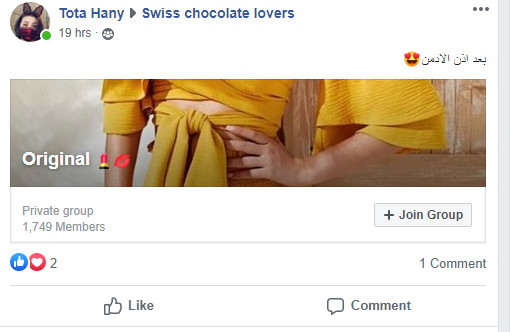 Tota Hany ▶ Swiss chocolate lovers
19 hrs ·
بعد اذن الادمن😍
Original 💄💋
Private group
1,749 Members
+ Join Group
2
1 Comment
Like
Comment